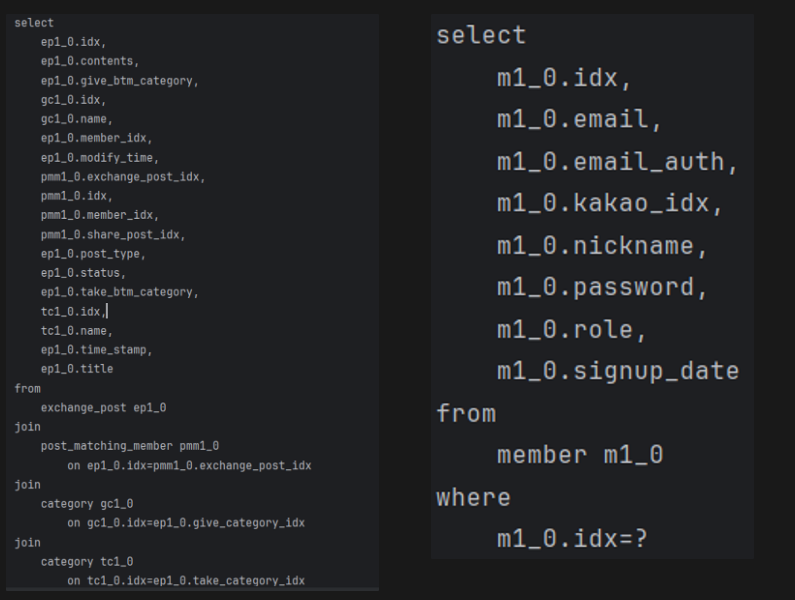 select
ep1_0.idx,
ep1_0.contents,
ep1_0.give_btm_category,
gc1_0.idx,
gc1_0.name,
ep1_0.member_idx,
ep1_0.modify_time,
pmm1_0.exchange_post_idx,
pmm1_0.idx,
pmm1_0.member_idx,
pmm1_0.share_post_idx,
ep1_0.post_type,
ep1_0.status,
ep1_0.take_btm_category,
tc1_0.idx,
tc1_0.name,
ep1_0.time_stamp,
ep1_0.title
from
exchange_post ep1_0
join
post_matching_member pmm1_0
on ep1_0.idx=pmm1_0.exchange_post_idx
join
category gc1_0
on gc1_0.idx=ep1_0.give_category_idx
join
category tc1_0
on tc1_0.idx=ep1_0.take_category_idx
select
m1_0.idx,
m1_0.email,
m1_0.email_auth,
m1_0.kakao_idx,
m1_0.nickname,
m1_0.password,
m1_0.role,
m1_0.signup_date
from
member m1_0
where
m1_0.idx=?